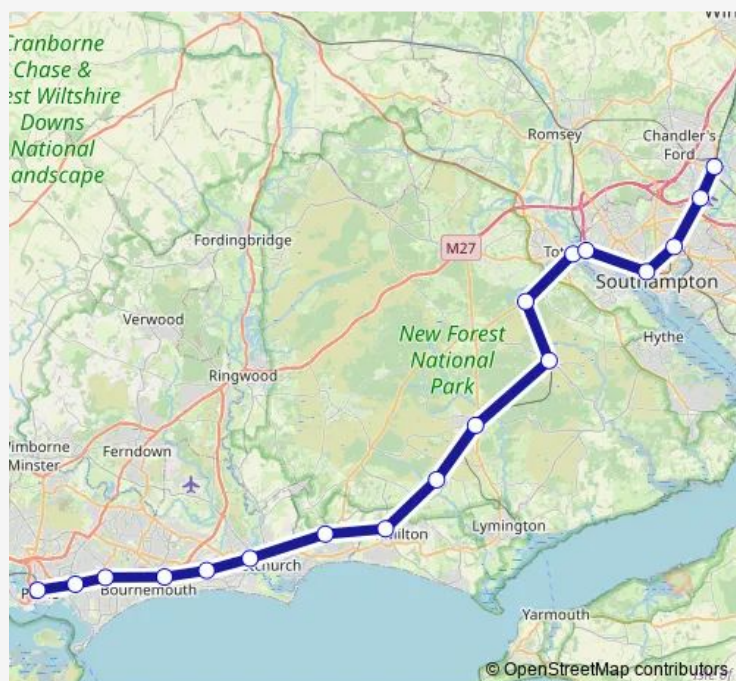 Cranborne
Chase &
est Wiltshire
Downs
National
andscape
Romsey
Chandler's
Ford
Fordingbridge
M27
Southampton
Verwood
New Forest
National
Park
Hythe
Ringwood
Wimborne
Minster
Ferndown
Lymington
Bournemouth
Yarmouth
© OpenStreetMap contributors